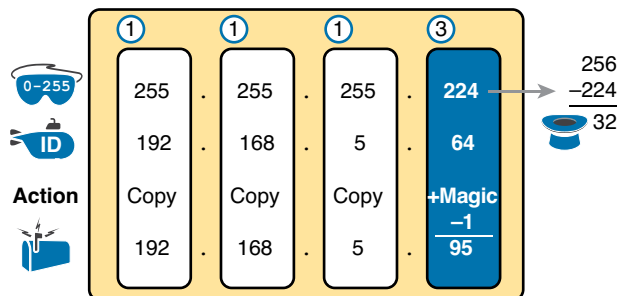 1 1 1 3
0–255 255 . 255 . 255 . 224 256
–224
ID 192 . 168 . 5 . 64 32
Action Copy Copy Copy +Magic
–1
192 . 168 . 5 . 95